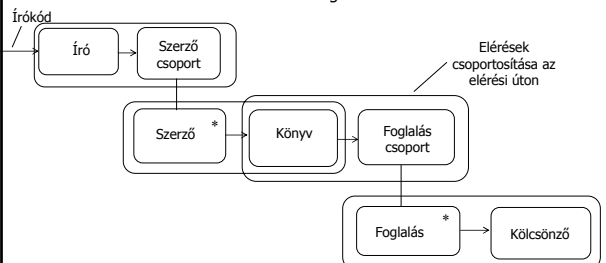 Írókód
Író
Szerző
csoport
Elérések
csoportosítása az
elérési úton
Szerző *
Könyv
Foglalás
csoport
Foglalás *
Kölcsönző